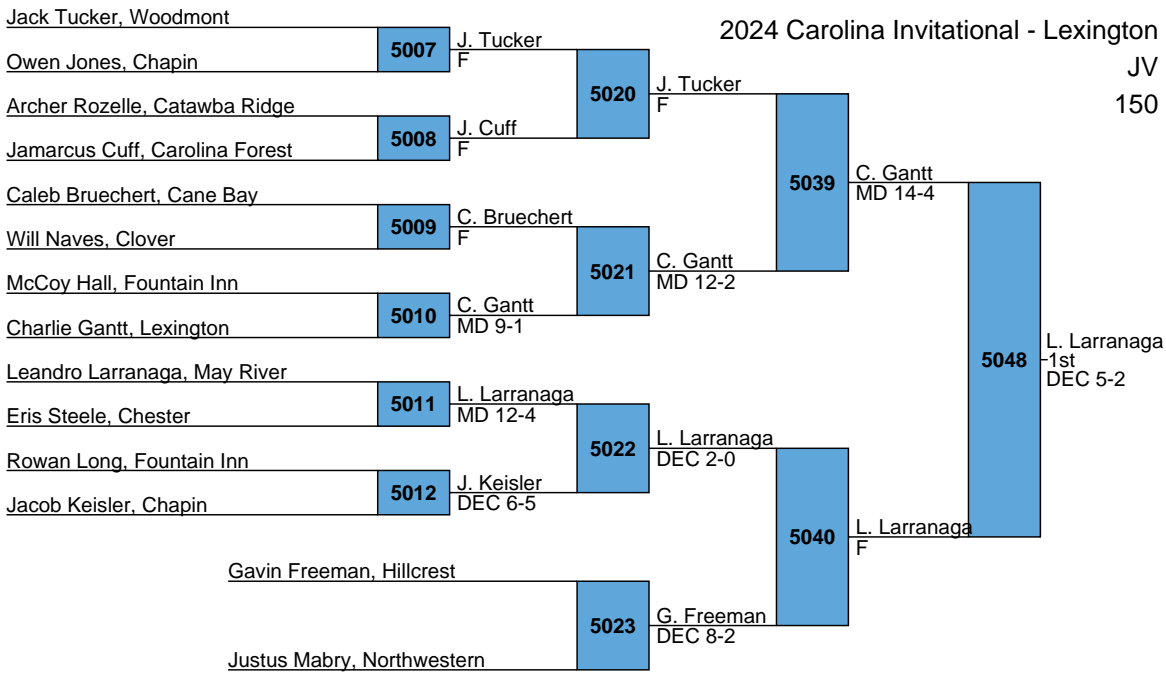 2024 Carolina Invitational - Lexington
JV
150
Jack Tucker, Woodmont
5007
J. Tucker
F
Owen Jones, Chapin
5020
J. Tucker
F
Archer Rozelle, Catawba Ridge
5008
J. Cuff
F
Jamarcus Cuff, Carolina Forest
5039
C. Gantt
MD 14-4
Caleb Bruechert, Cane Bay
5009
C. Bruechert
F
Will Naves, Clover
5021
C. Gantt
MD 12-2
McCoy Hall, Fountain Inn
5010
C. Gantt
MD 9-1
Charlie Gantt, Lexington
5048
L. Larranaga
1st
DEC 5-2
Leandro Larranaga, May River
5011
L. Larranaga
MD 12-4
Eris Steele, Chester
5022
L. Larranaga
DEC 2-0
Rowan Long, Fountain Inn
5012
J. Keisler
DEC 6-5
Jacob Keisler, Chapin
5040
L. Larranaga
F
Gavin Freeman, Hillcrest
5023
G. Freeman
DEC 8-2
Justus Mabry, Northwestern